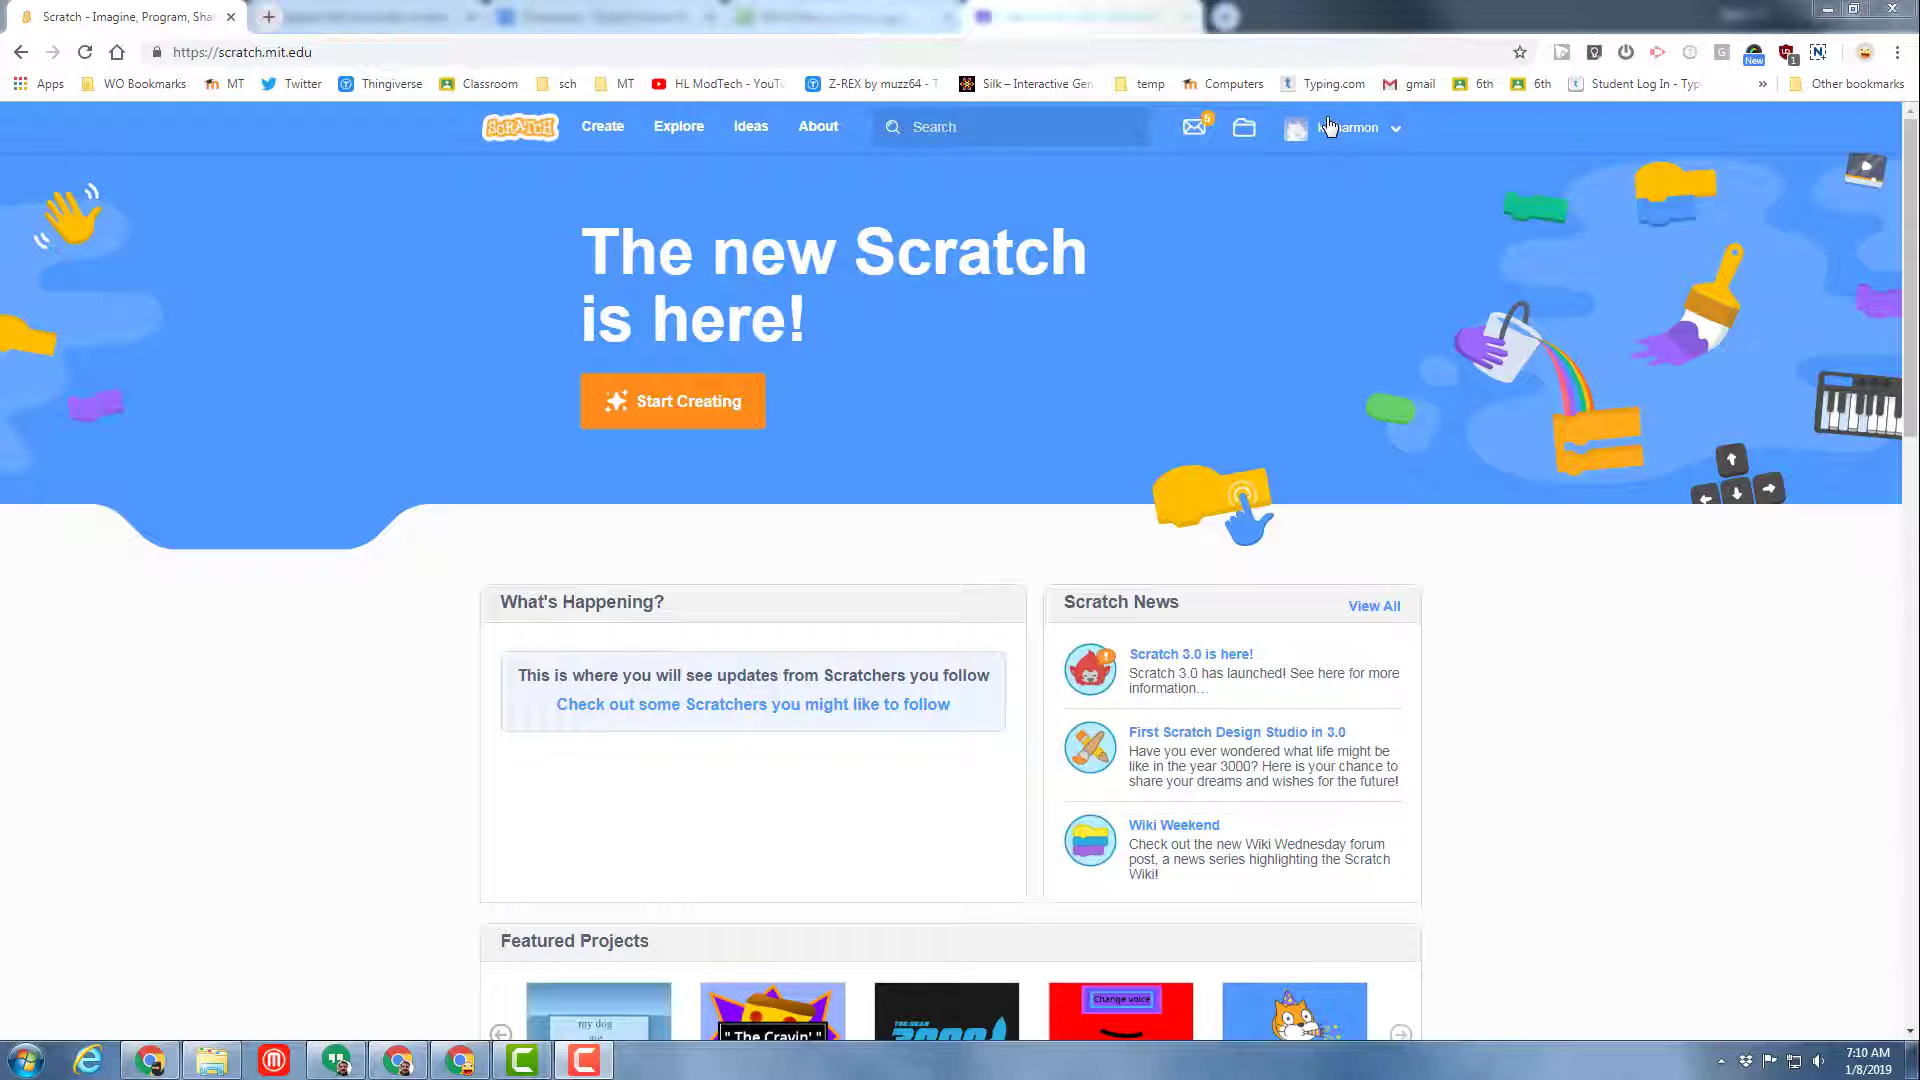 Scratch - Imagine, Program, Sha
https://scratch.mit.edu
New
1
Apps
WO Bookmarks
MT
Twitter
Thingiverse
Classroom
sch
MT
HL ModTech - YouTu
Z-REX by muzz64 - T
Silk – Interactive Gen
temp
Computers
Typing.com
gmail
6th
6th
Student Log In - Typ
»
Other bookmarks
SCRATCH
Create
Explore
Ideas
About
Search
5
The new Scratch
is here!
Start Creating
What's Happening?
This is where you will see updates from Scratchers you follow
Check out some Scratchers you might like to follow
Scratch News
View All
Scratch 3.0 is here!
Scratch 3.0 has launched! See here for more
information…
First Scratch Design Studio in 3.0
Have you ever wondered what life might be
like in the year 3000? Here is your chance to
share your dreams and wishes for the future!
Wiki Weekend
Check out the new Wiki Wednesday forum
post, a news series highlighting the Scratch
Wiki!
Featured Projects
my dog
" The Cravin' "
THE YEAR
3000
Change voice
7:10 AM
1/8/2019